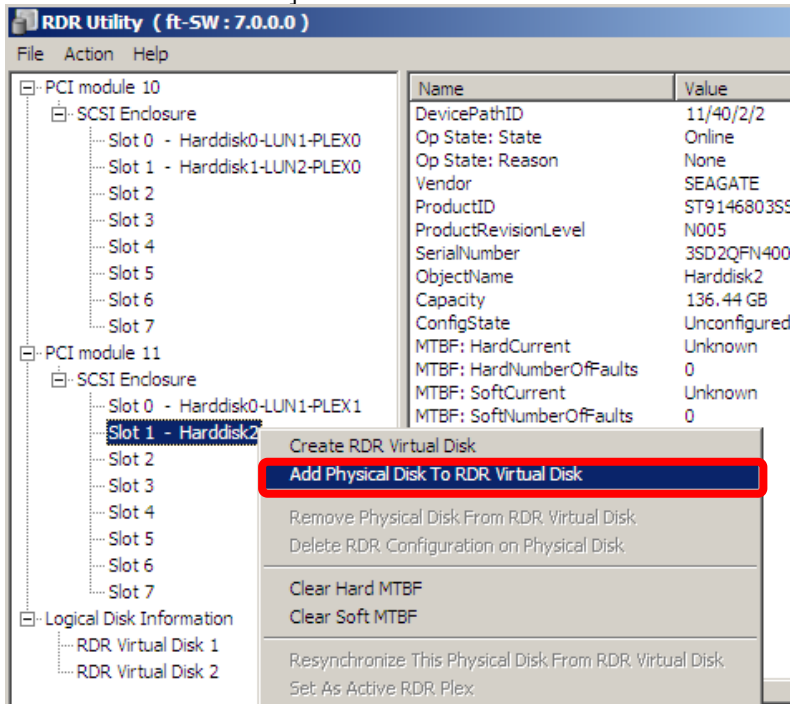 RDR Utility ( ft-SW : 7.0.0.0 )
File Action Help
PCI module 10
SCSI Enclosure
Slot 0 - Harddisk0-LUN1-PLEX0
Slot 1 - Harddisk1-LUN2-PLEX0
Slot 2
Slot 3
Slot 4
Slot 5
Slot 6
Slot 7
PCI module 11
SCSI Enclosure
Slot 0 - Harddisk0-LUN1-PLEX1
Slot 1 - Harddisk2
Slot 2
Slot 3
Slot 4
Slot 5
Slot 6
Slot 7
Logical Disk Information
RDR Virtual Disk 1
RDR Virtual Disk 2
Name Value
DevicePathID 11/40/2/2
Op State: State Online
Op State: Reason None
Vendor SEAGATE
ProductID ST9146803SS
ProductRevisionLevel N005
SerialNumber 3SD2QFN400
ObjectName Harddisk2
Capacity 136.44 GB
ConfigState Unconfigured
MTBF: HardCurrent Unknown
MTBF: HardNumberOfFaults 0
MTBF: SoftCurrent Unknown
MTBF: SoftNumberOfFaults 0
Create RDR Virtual Disk
Add Physical Disk To RDR Virtual Disk
Remove Physical Disk From RDR Virtual Disk
Delete RDR Configuration on Physical Disk
Clear Hard MTBF
Clear Soft MTBF
Resynchronize This Physical Disk From RDR Virtual Disk
Set As Active RDR Plex